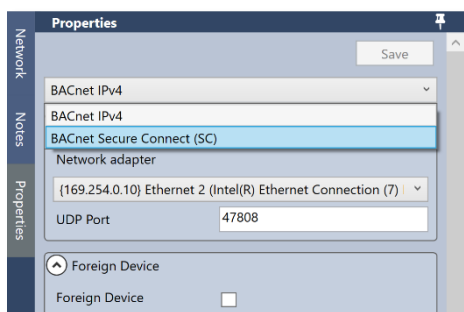 Properties
Save
Network
BACnet IPv4
BACnet IPv4
Notes
BACnet Secure Connect (SC)
Network adapter
{169.254.0.10} Ethernet 2 (Intel(R) Ethernet Connection (7)
Properties
UDP Port 47808
Foreign Device
Foreign Device